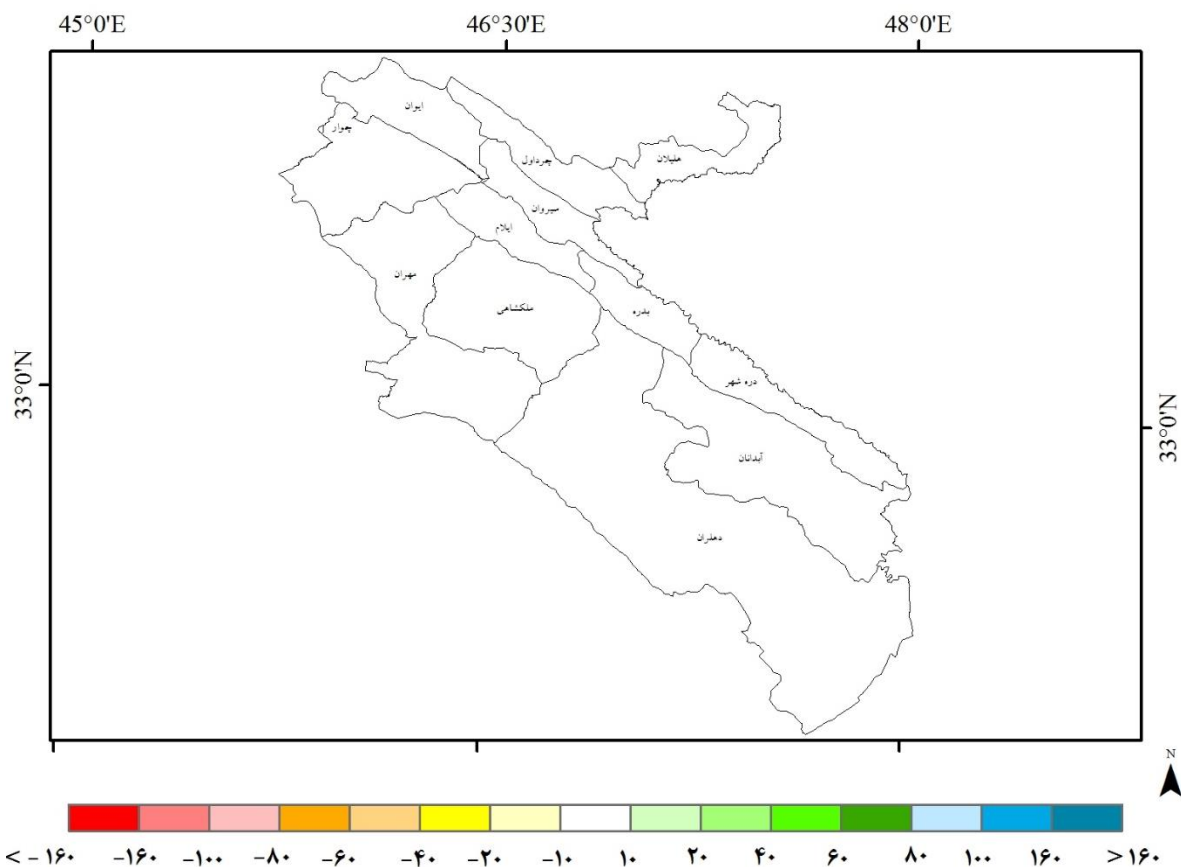 45°0'E 46°30'E 48°0'E
ایوان
چوار
چرداول
هلیلان
سیروان
ایلام
مهران
ملکشاهی
بدره
دره شهر
33°0'N
33°0'N
آبدانان
دهلران
N
< -۱۶۰ -۱۶۰ -۱۰۰ -۸۰ -۶۰ -۴۰ -۲۰ -۱۰ ۱۰ ۲۰ ۴۰ ۶۰ ۸۰ ۱۰۰ ۱۶۰ >۱۶۰